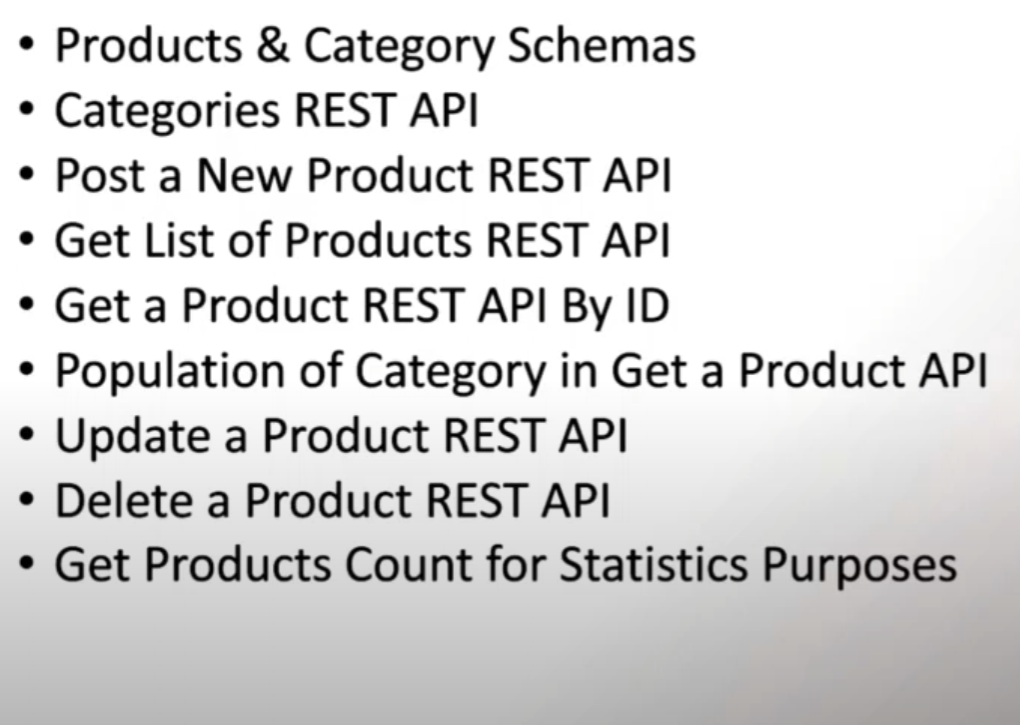 • Products & Category Schemas
• Categories REST API
• Post a New Product REST API
• Get List of Products REST API
• Get a Product REST API By ID
• Population of Category in Get a Product API
• Update a Product REST API
• Delete a Product REST API
• Get Products Count for Statistics Purposes